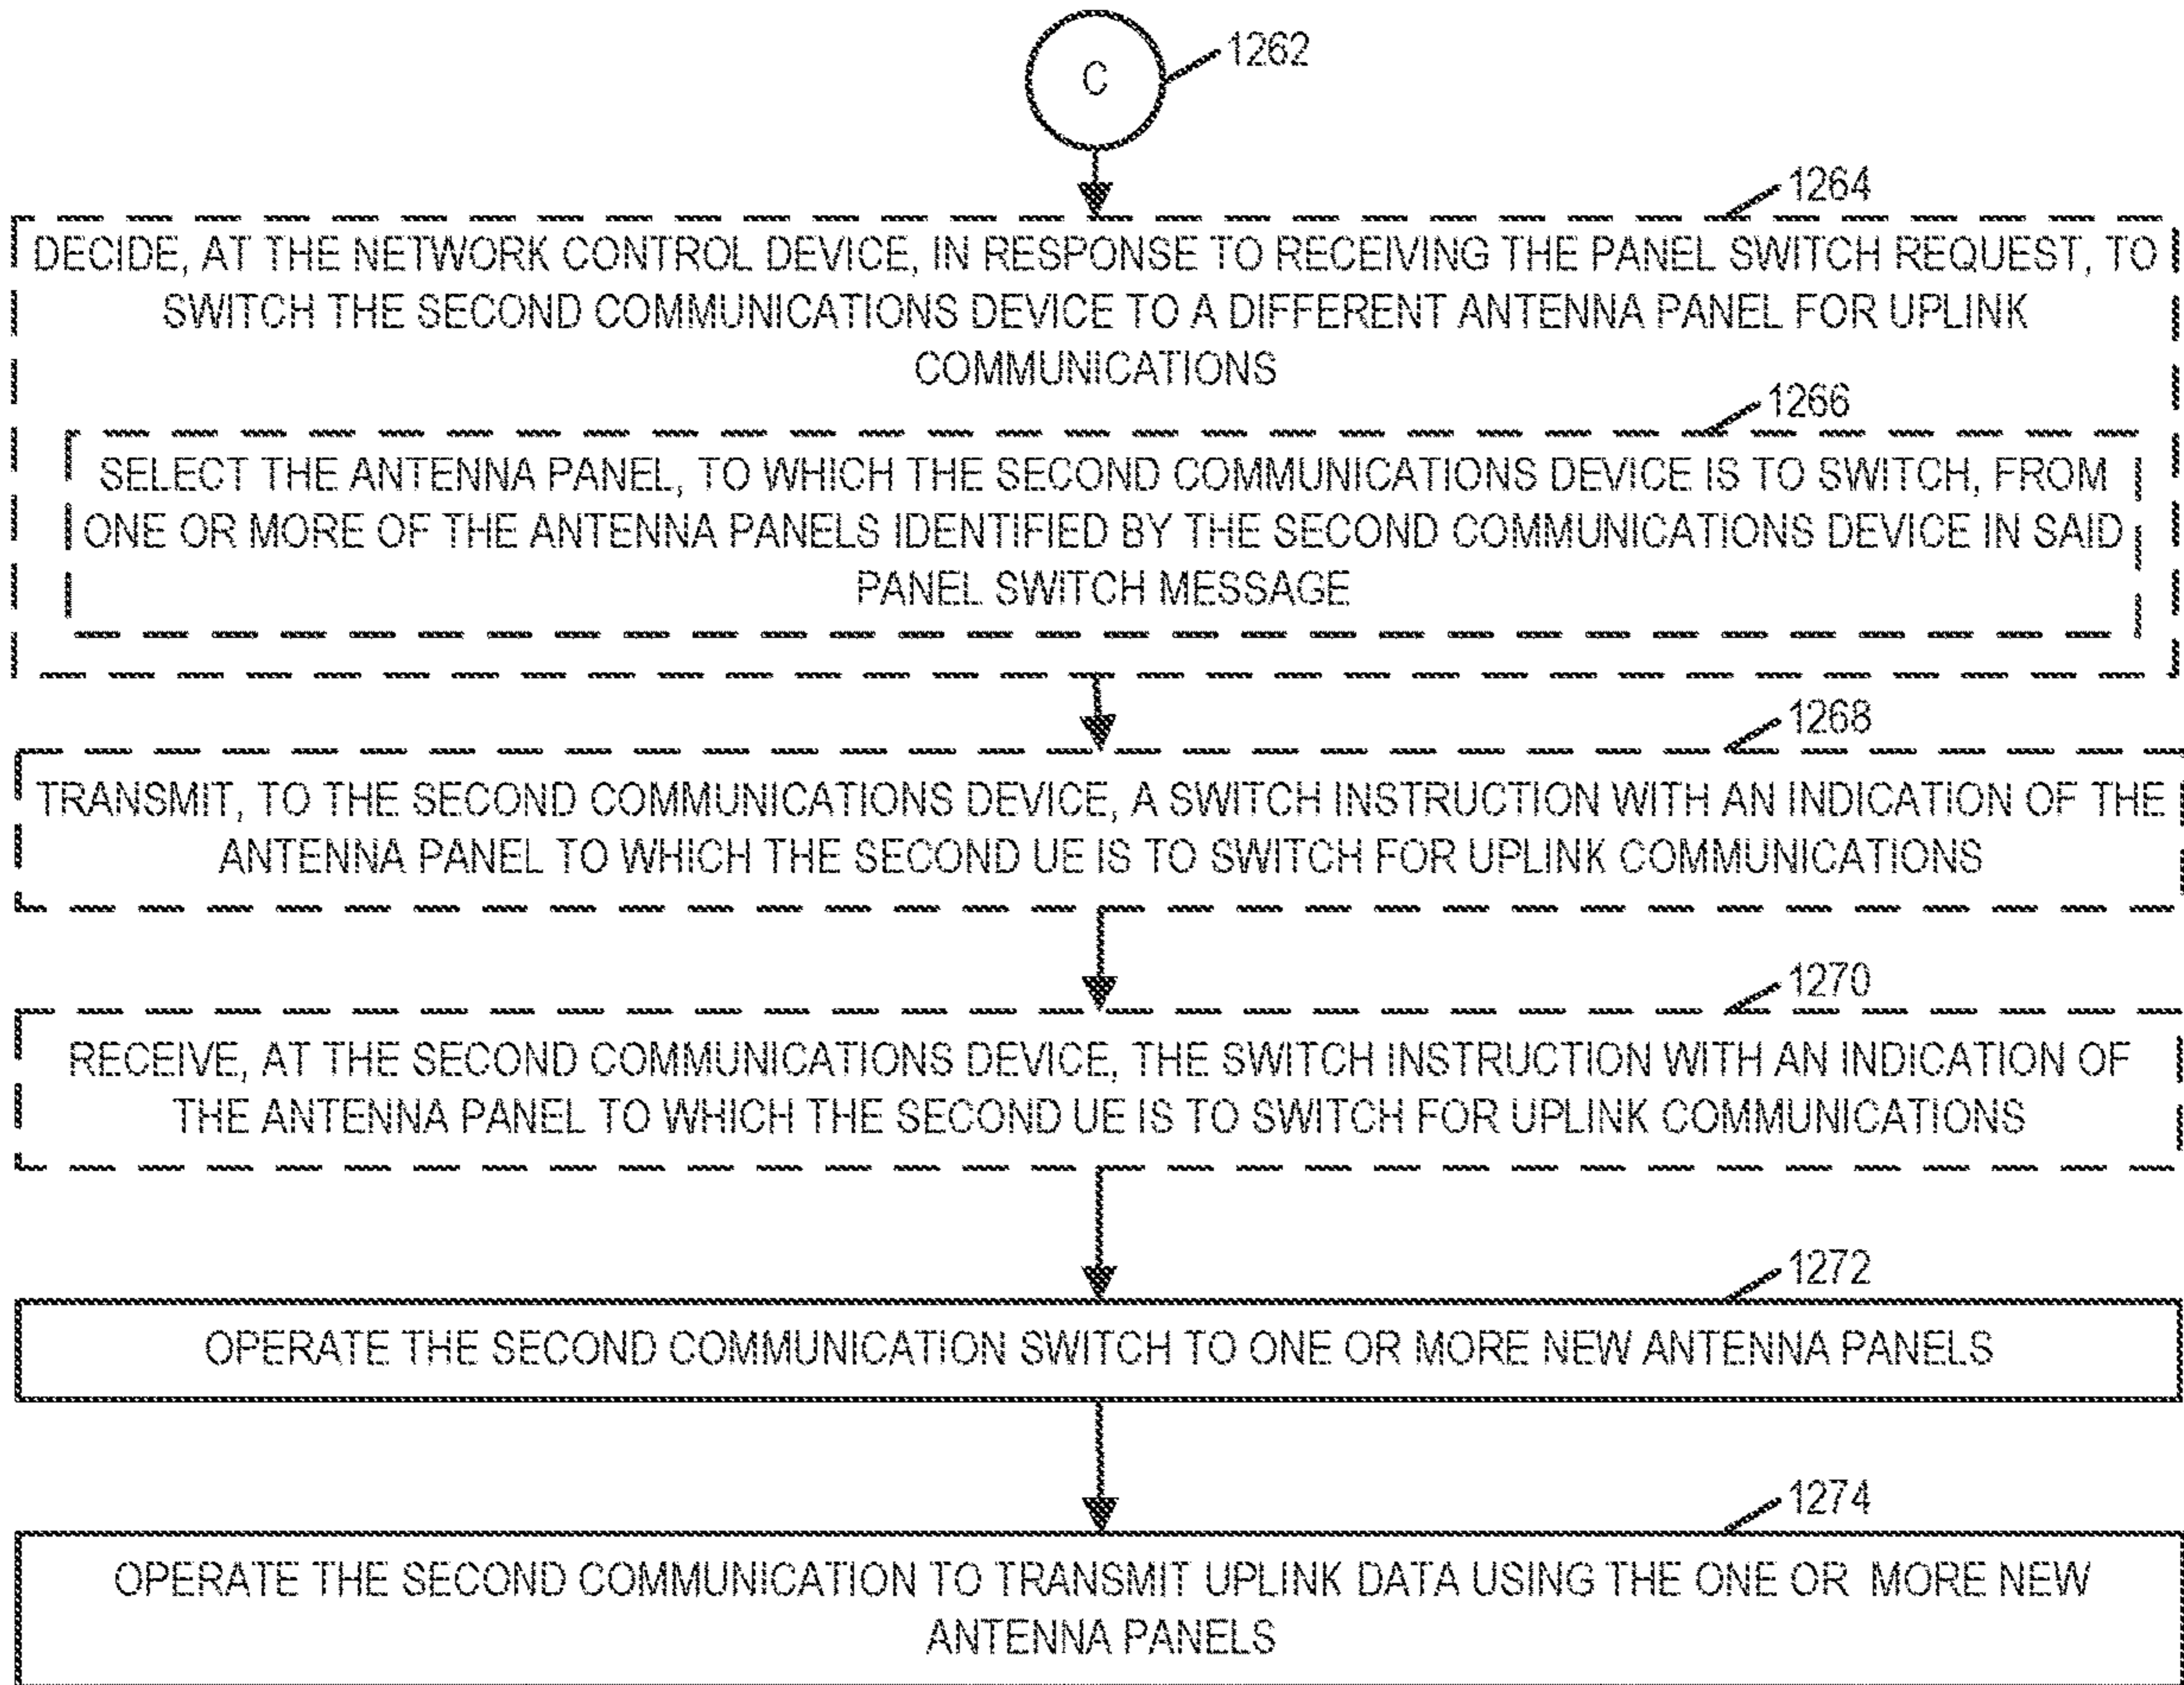 C
1262
1264
DECIDE, AT THE NETWORK CONTROL DEVICE, IN RESPONSE TO RECEIVING THE PANEL SWITCH REQUEST, TO
SWITCH THE SECOND COMMUNICATIONS DEVICE TO A DIFFERENT ANTENNA PANEL FOR UPLINK
COMMUNICATIONS
1266
SELECT THE ANTENNA PANEL, TO WHICH THE SECOND COMMUNICATIONS DEVICE IS TO SWITCH, FROM
ONE OR MORE OF THE ANTENNA PANELS IDENTIFIED BY THE SECOND COMMUNICATIONS DEVICE IN SAID
PANEL SWITCH MESSAGE
1268
TRANSMIT, TO THE SECOND COMMUNICATIONS DEVICE, A SWITCH INSTRUCTION WITH AN INDICATION OF THE
ANTENNA PANEL TO WHICH THE SECOND UE IS TO SWITCH FOR UPLINK COMMUNICATIONS
1270
RECEIVE, AT THE SECOND COMMUNICATIONS DEVICE, THE SWITCH INSTRUCTION WITH AN INDICATION OF
THE ANTENNA PANEL TO WHICH THE SECOND UE IS TO SWITCH FOR UPLINK COMMUNICATIONS
1272
OPERATE THE SECOND COMMUNICATION SWITCH TO ONE OR MORE NEW ANTENNA PANELS
1274
OPERATE THE SECOND COMMUNICATION TO TRANSMIT UPLINK DATA USING THE ONE OR MORE NEW
ANTENNA PANELS